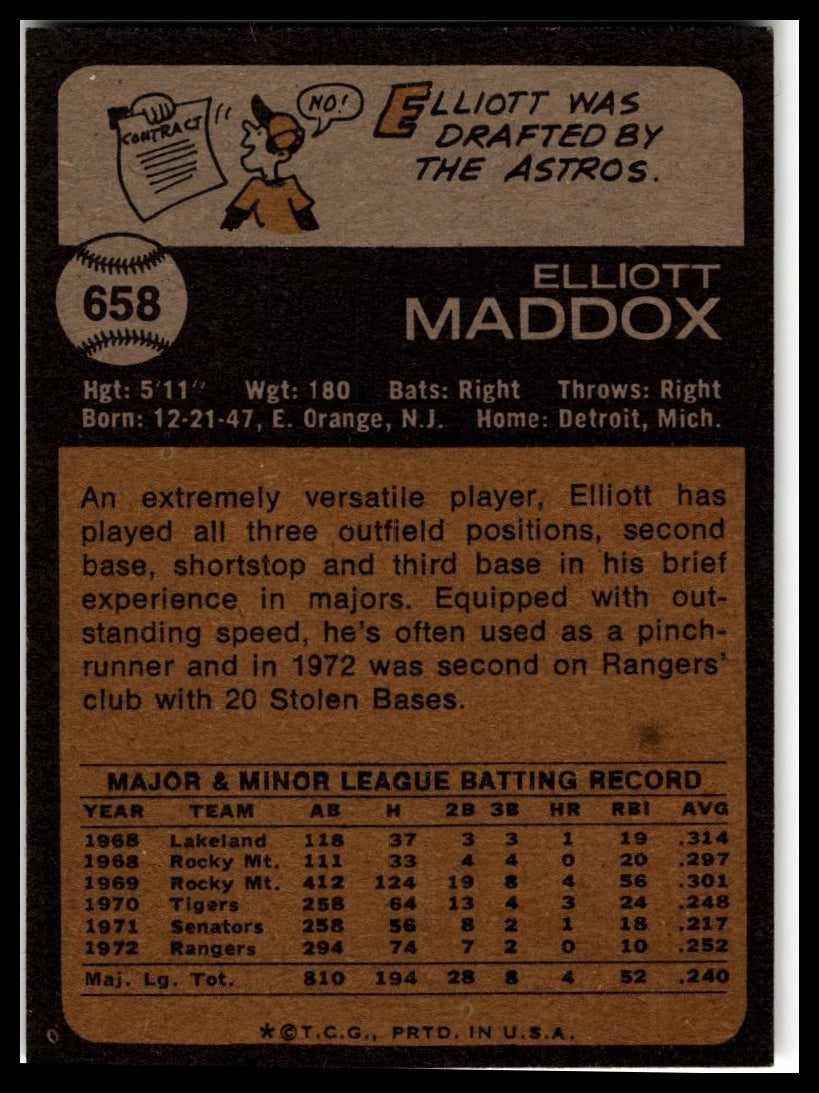 CONTRACT
NO!
ELLIOTT WAS
DRAFTED BY
THE ASTROS.
658
ELLIOTT
MADDOX
Hgt: 5'11" Wgt: 180 Bats: Right Throws: Right
Born: 12-21-47, E. Orange, N.J. Home: Detroit, Mich.
An extremely versatile player, Elliott has
played all three outfield positions, second
base, shortstop and third base in his brief
experience in majors. Equipped with out-
standing speed, he's often used as a pinch-
runner and in 1972 was second on Rangers'
club with 20 Stolen Bases.
MAJOR & MINOR LEAGUE BATTING RECORD
YEAR TEAM AB H 2B 3B HR RBI AVG
1968 Lakeland 118 37 3 3 1 19 .314
1968 Rocky Mt. 111 33 4 4 0 20 .297
1969 Rocky Mt. 412 124 19 8 4 56 .301
1970 Tigers 258 64 13 4 3 24 .248
1971 Senators 258 56 8 2 1 18 .217
1972 Rangers 294 74 7 2 0 10 .252
Maj. Lg. Tot. 810 194 28 8 4 52 .240
*©T.C.G., PRTD. IN U.S.A.